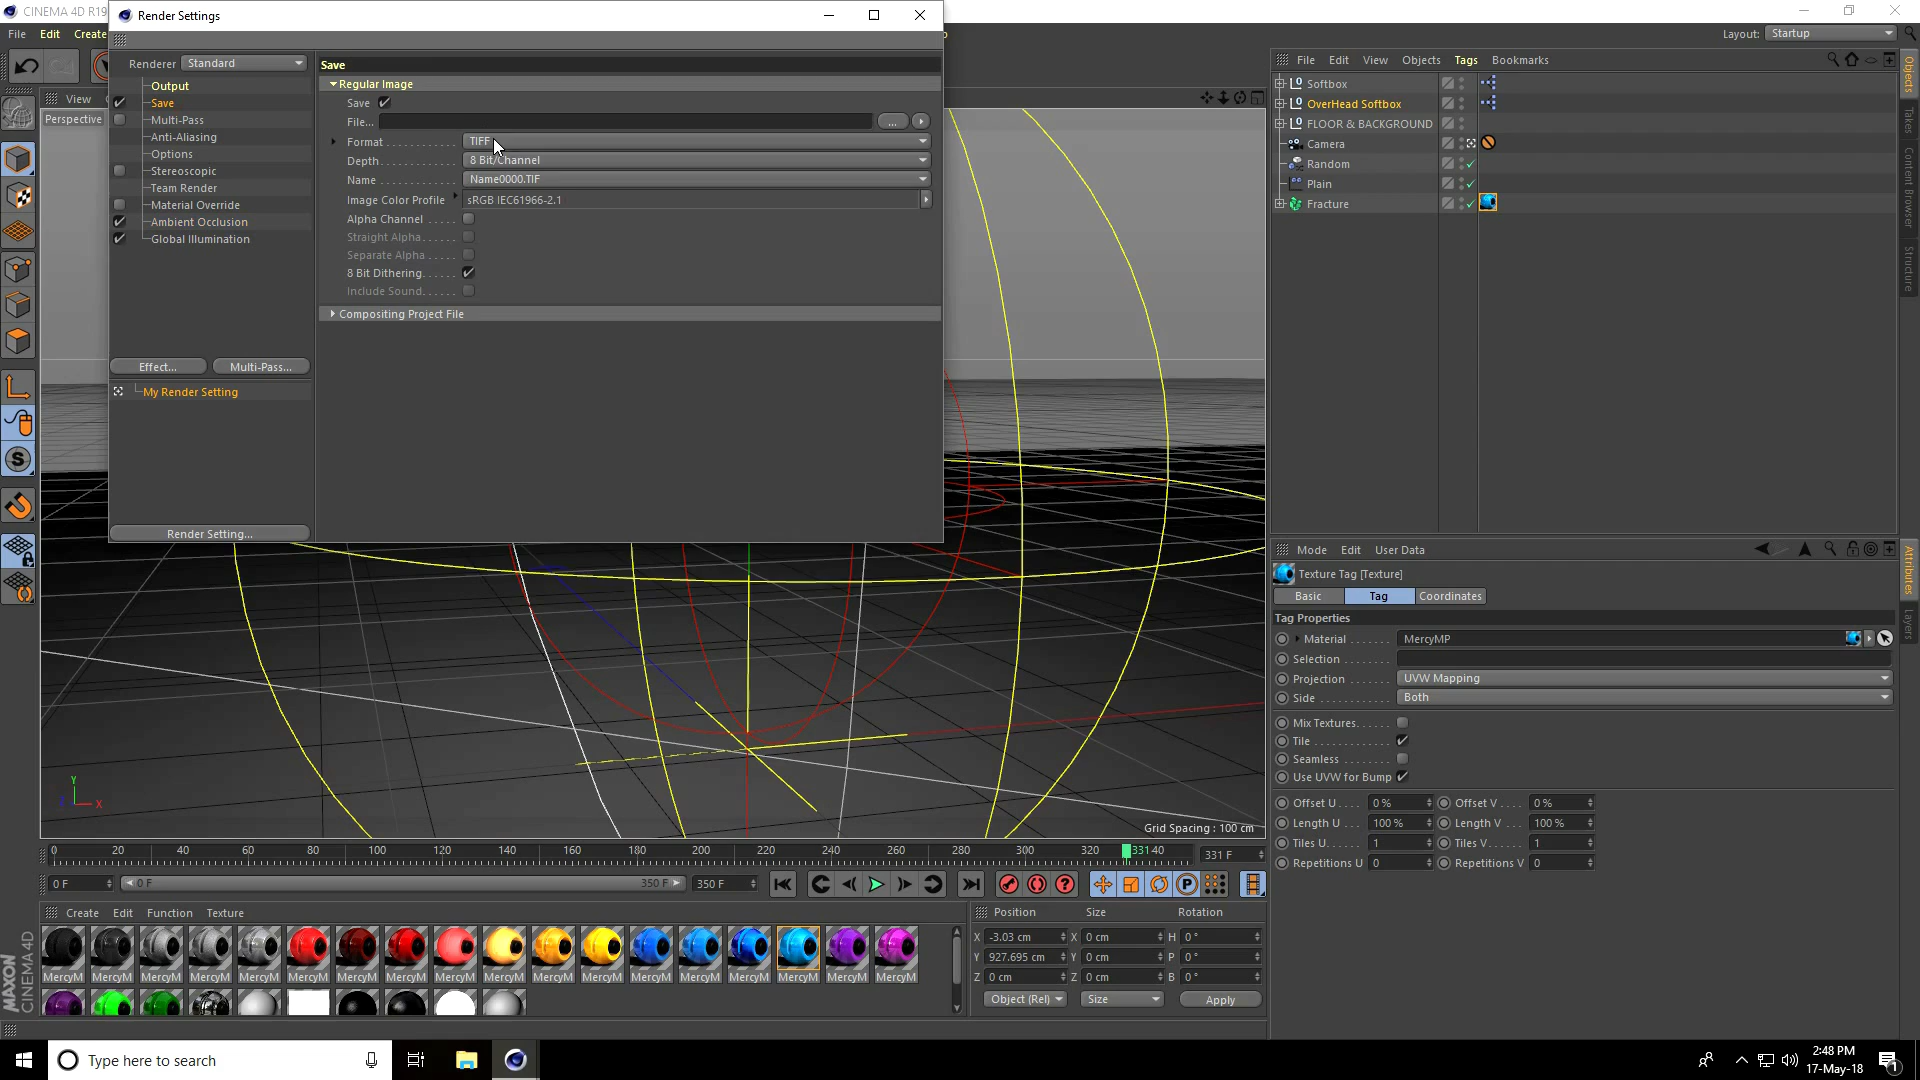 CINEMA 4D R19
Render Settings
File Edit Create
Layout: Startup
Renderer Standard
Output
Save
Multi-Pass
Anti-Aliasing
Options
Stereoscopic
Team Render
Material Override
Ambient Occlusion
Global Illumination
Effect... Multi-Pass...
My Render Setting
Render Setting...
Save
Regular Image
Save
File... ...
Format TIFF
Depth 8 Bit/Channel
Name Name0000.TIF
Image Color Profile sRGB IEC61966-2.1
Alpha Channel
Straight Alpha
Separate Alpha
8 Bit Dithering
Include Sound
Compositing Project File
View
Perspective
Y
X
Grid Spacing : 100 cm
File Edit View Objects Tags Bookmarks
Softbox
OverHead Softbox
FLOOR & BACKGROUND
Camera
Random
Plain
Fracture
Objects
Takes
Content Browser
Structure
Mode Edit User Data
Texture Tag [Texture]
Basic Tag Coordinates
Tag Properties
Material MercyMP
Selection
Projection UVW Mapping
Side Both
Mix Textures
Tile
Seamless
Use UVW for Bump
Offset U 0 % Offset V 0 %
Length U 100 % Length V 100 %
Tiles U 1 Tiles V 1
Repetitions U 0 Repetitions V 0
Attributes
Layers
0 20 40 60 80 100 120 140 160 180 200 220 240 260 280 300 320 33140 331 F
0 F 0 F 350 F 350 F
Create Edit Function Texture
MercyM MercyM MercyM MercyM MercyM MercyM MercyM MercyM MercyM MercyM MercyM MercyM MercyM MercyM MercyM MercyM MercyM MercyM
MAXON
CINEMA 4D
Position Size Rotation
X -3.03 cm X 0 cm H 0 °
Y 927.695 cm Y 0 cm P 0 °
Z 0 cm Z 0 cm B 0 °
Object (Rel) Size Apply
Type here to search
2:48 PM
17-May-18
1